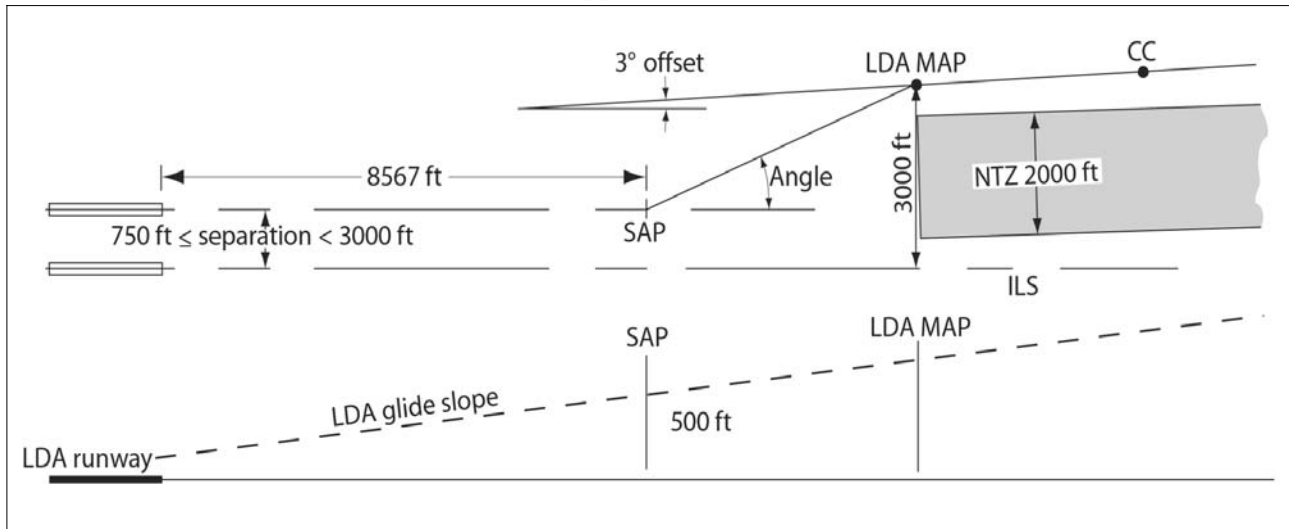 CC
LDA MAP
3° offset
3000 ft
NTZ 2000 ft
8567 ft
Angle
SAP
750 ft ≤ separation < 3000 ft
ILS
SAP
LDA MAP
LDA glide slope
500 ft
LDA runway